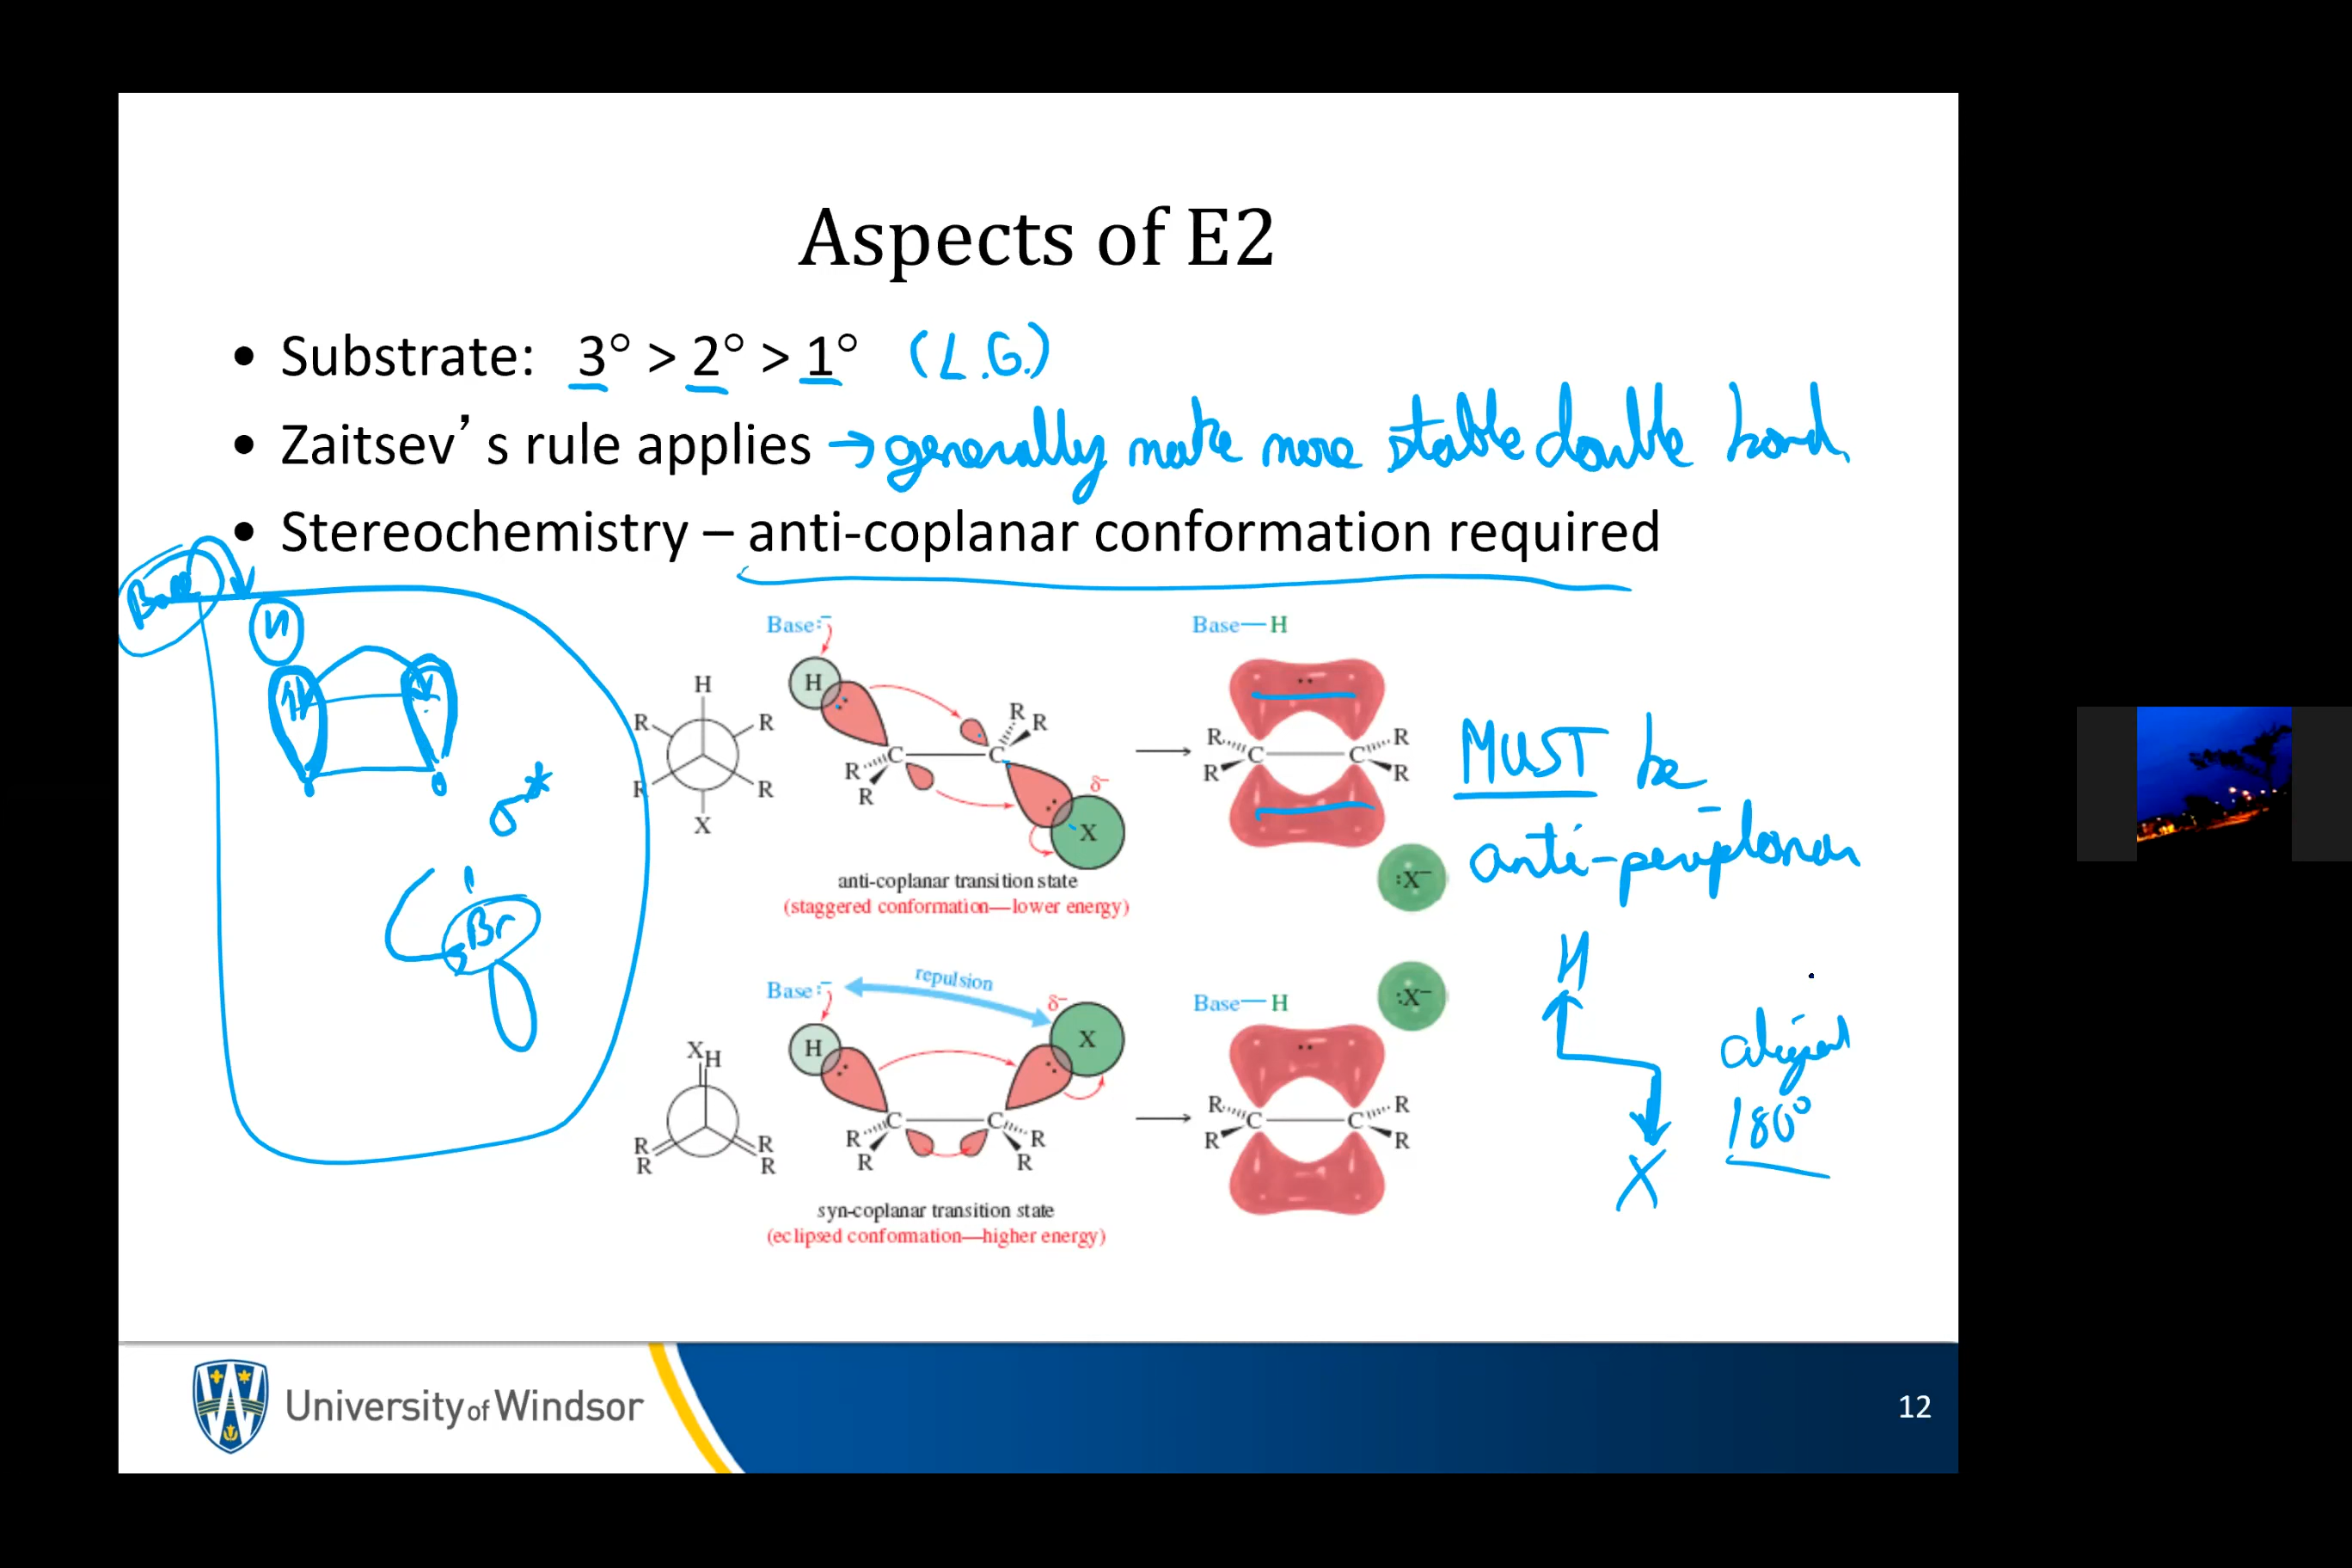 Aspects of E2
• Substrate: 3° > 2° > 1° (L.G.)
• Zaitsev's rule applies → generally make more stable double bond
• Stereochemistry – anti-coplanar conformation required
Base
H
σ*
Br
H
R R
R R
X
Base:⁻
H
C C
R R
R R
δ⁻
X
anti-coplanar transition state
(staggered conformation—lower energy)
Base—H
R C C R
R R
:X⁻
MUST be
anti-periplanar
H
X
aligned
180°
XH
R R
R R
Base:⁻
repulsion
δ⁻
H X
C C
R R
R R
syn-coplanar transition state
(eclipsed conformation—higher energy)
Base—H
:X⁻
R C C R
R R
University of Windsor
12